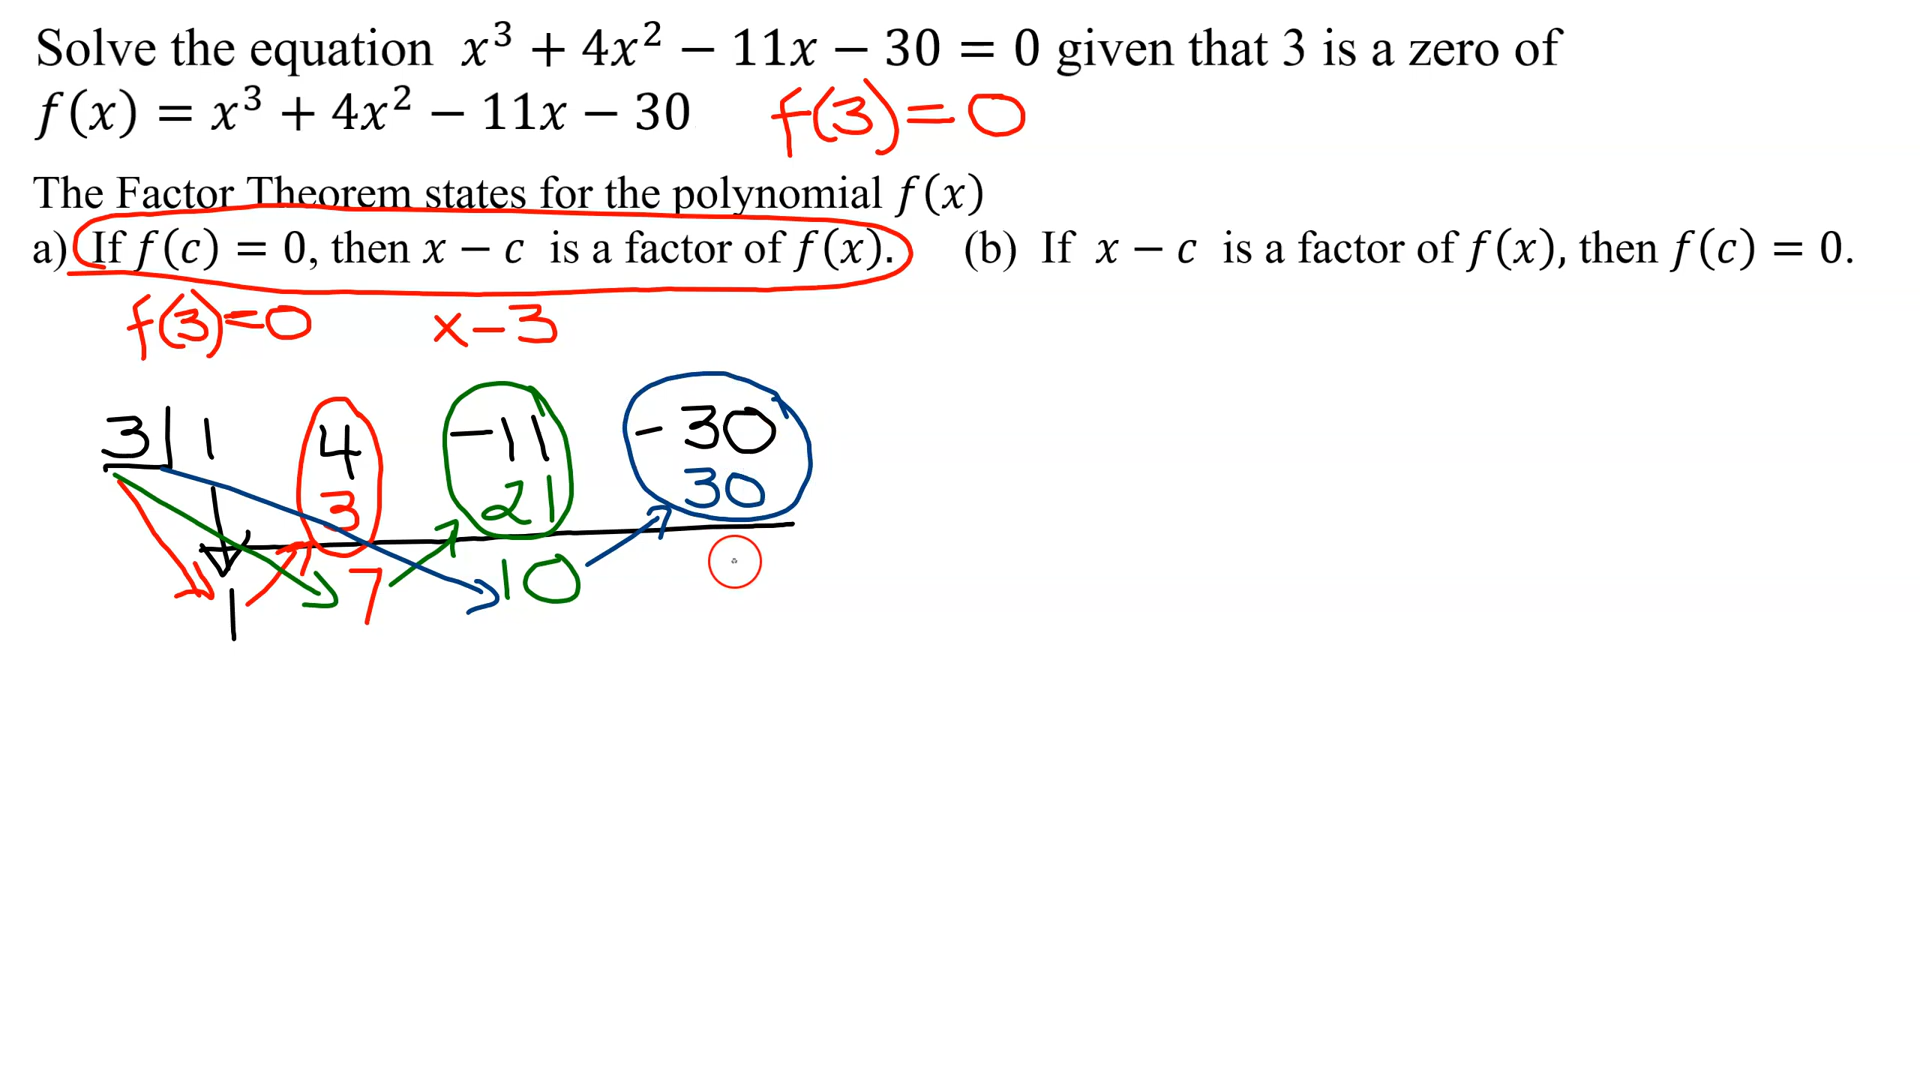 Solve the equation x³ + 4x² − 11x − 30 = 0 given that 3 is a zero of
f(x) = x³ + 4x² − 11x − 30 f(3)=0
The Factor Theorem states for the polynomial f(x)
a) If f(c) = 0, then x − c is a factor of f(x). (b) If x − c is a factor of f(x), then f(c) = 0.
f(3)=0 x−3
3| 1 4 −11 −30
3 21 30
1 7 10